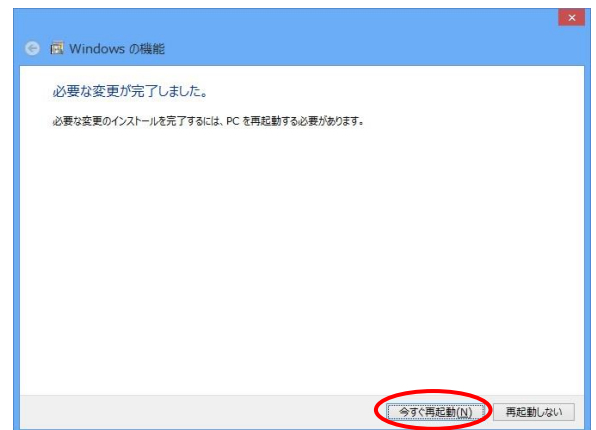 Windows の機能
必要な変更が完了しました。
必要な変更のインストールを完了するには、PC を再起動する必要があります。
今すぐ再起動(N)
再起動しない